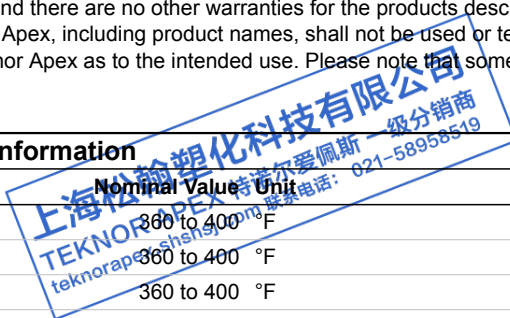 nd there are no other warranties for the products desc
Apex, including product names, shall not be used or te
nor Apex as to the intended use. Please note that some
nformation
Nominal Value Unit
360 to 400 °F
360 to 400 °F
360 to 400 °F
上海松翰塑化科技有限公司
TEKNOR APEX 特诺尔爱佩斯 一级分销商
teknorapex.shshsj.com 联系电话: 021-58958519